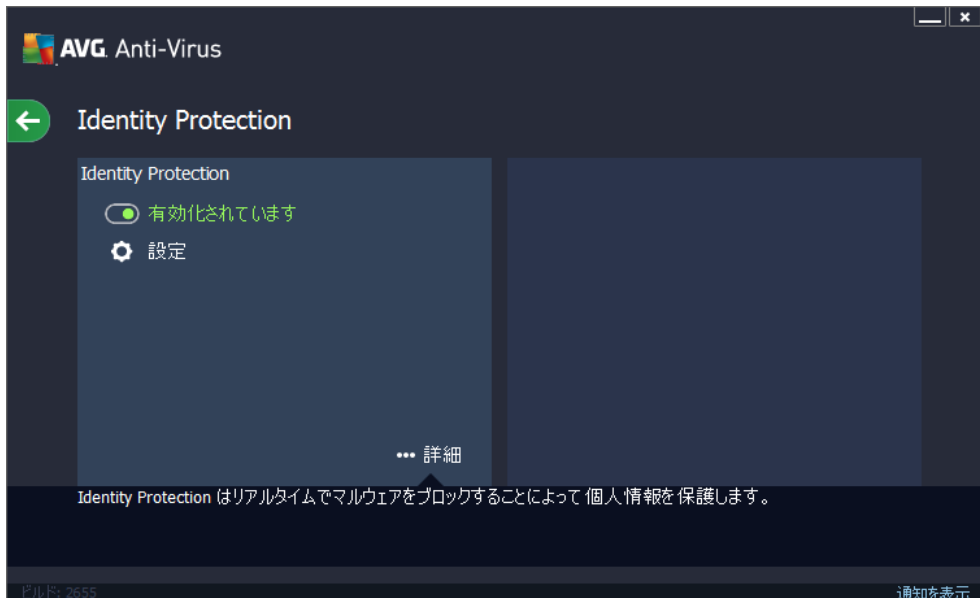 AVG. Anti-Virus
Identity Protection
Identity Protection
有効化されています
設定
••• 詳細
Identity Protection はリアルタイムでマルウェアをブロックすることによって個人情報を保護します。
ビルド: 2655
通知を表示